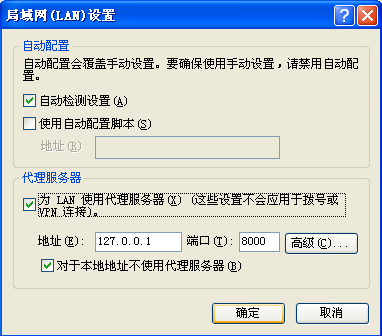 局域网(LAN)设置
自动配置
自动配置会覆盖手动设置。要确保使用手动设置，请禁用自动配
置。
自动检测设置(A)
使用自动配置脚本(S)
地址(R)
代理服务器
为 LAN 使用代理服务器(X) (这些设置不会应用于拨号或
VPN 连接)。
地址(E): 127.0.0.1 端口(T): 8000 高级(C)...
对于本地地址不使用代理服务器(B)
确定 取消